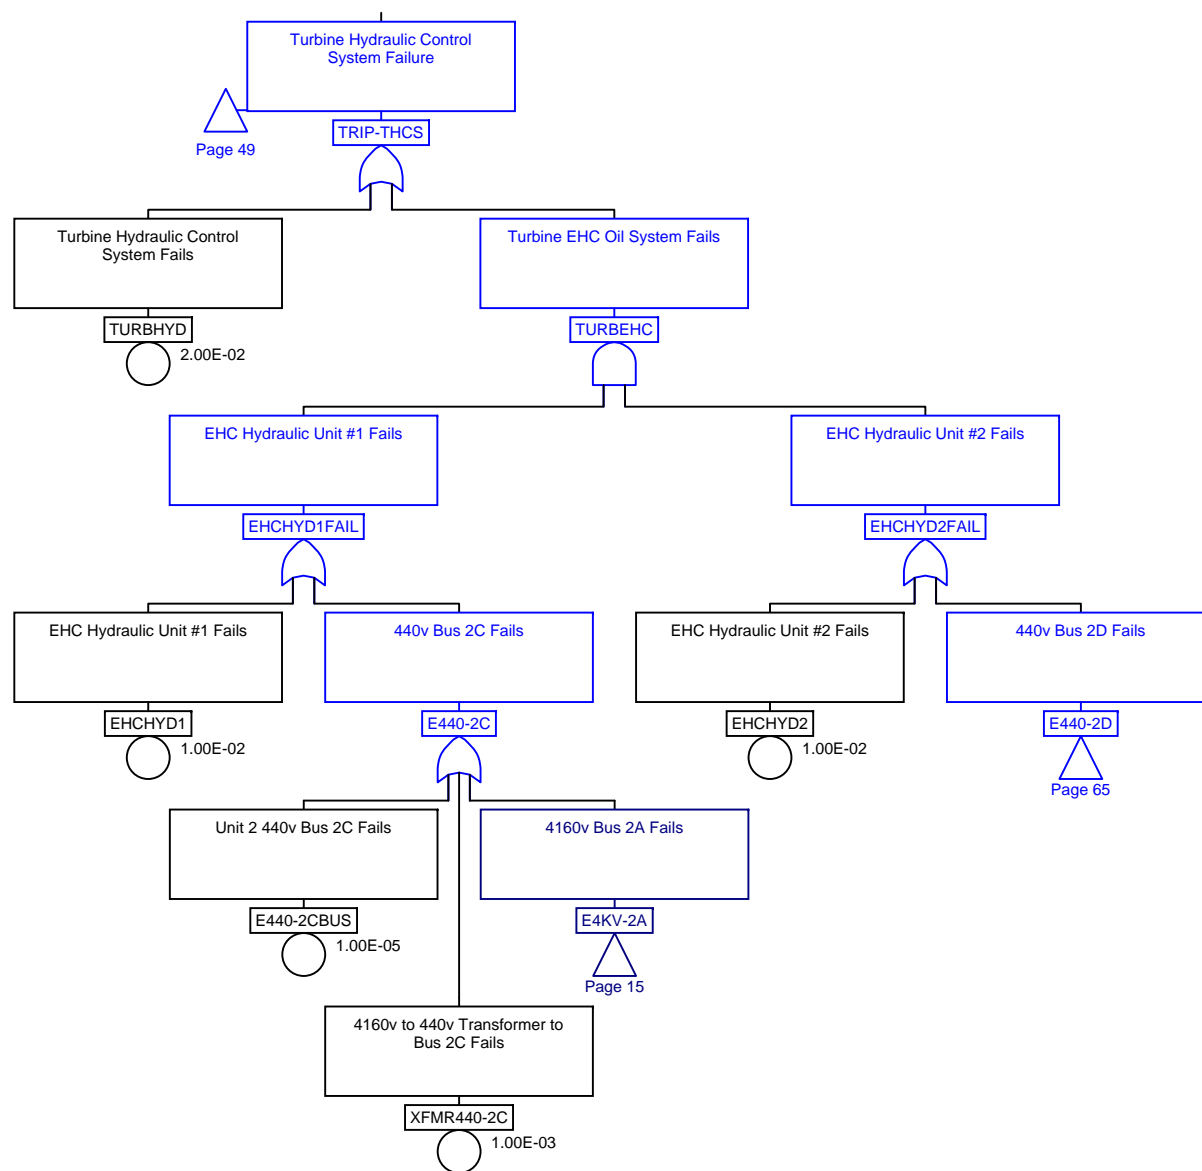 Turbine Hydraulic Control
System Failure
Page 49
TRIP-THCS
Turbine Hydraulic Control
System Fails
Turbine EHC Oil System Fails
TURBHYD
2.00E-02
TURBEHC
EHC Hydraulic Unit #1 Fails
EHC Hydraulic Unit #2 Fails
EHCHYD1FAIL
EHCHYD2FAIL
EHC Hydraulic Unit #1 Fails
440v Bus 2C Fails
EHC Hydraulic Unit #2 Fails
440v Bus 2D Fails
EHCHYD1
1.00E-02
E440-2C
EHCHYD2
1.00E-02
E440-2D
Page 65
Unit 2 440v Bus 2C Fails
4160v Bus 2A Fails
E440-2CBUS
1.00E-05
E4KV-2A
Page 15
4160v to 440v Transformer to
Bus 2C Fails
XFMR440-2C
1.00E-03